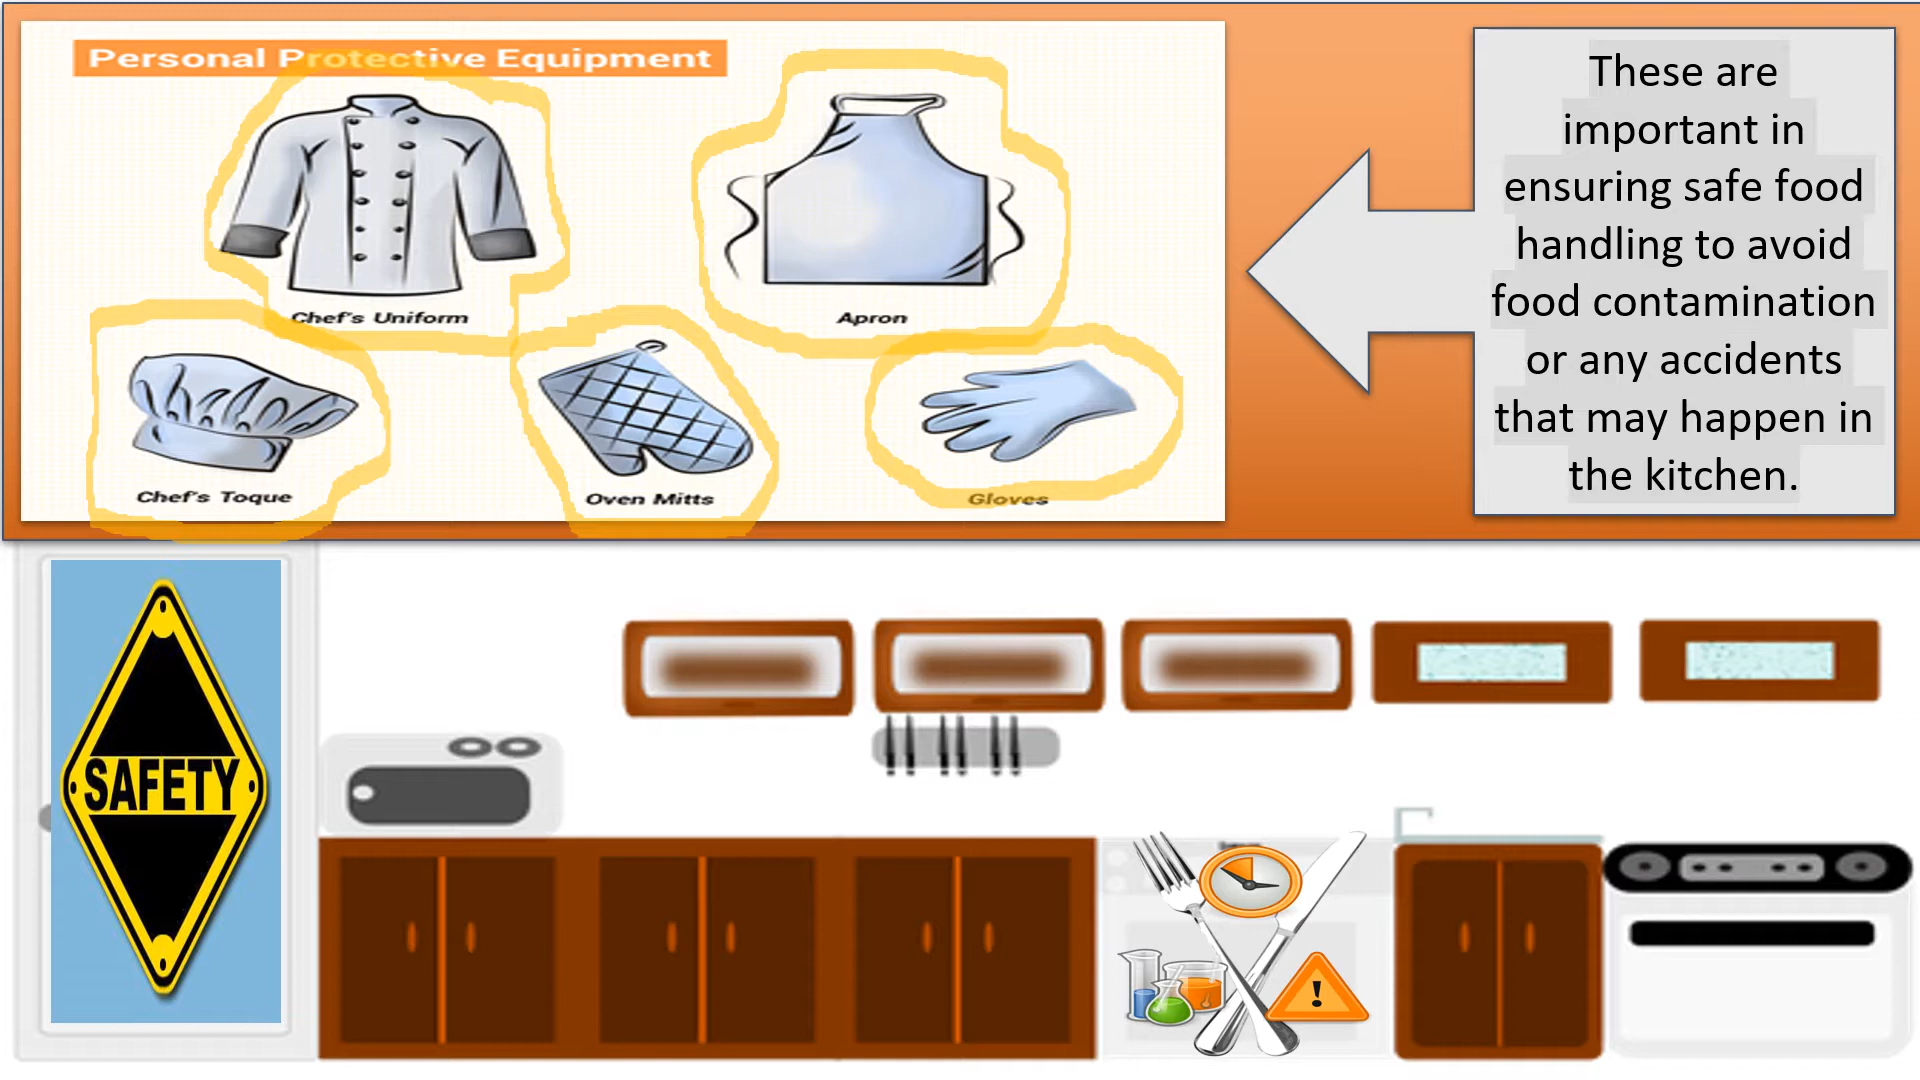 Personal Protective Equipment
Chef's Uniform
Apron
Chef's Toque
Oven Mitts
Gloves
These are
important in
ensuring safe food
handling to avoid
food contamination
or any accidents
that may happen in
the kitchen.
SAFETY
!